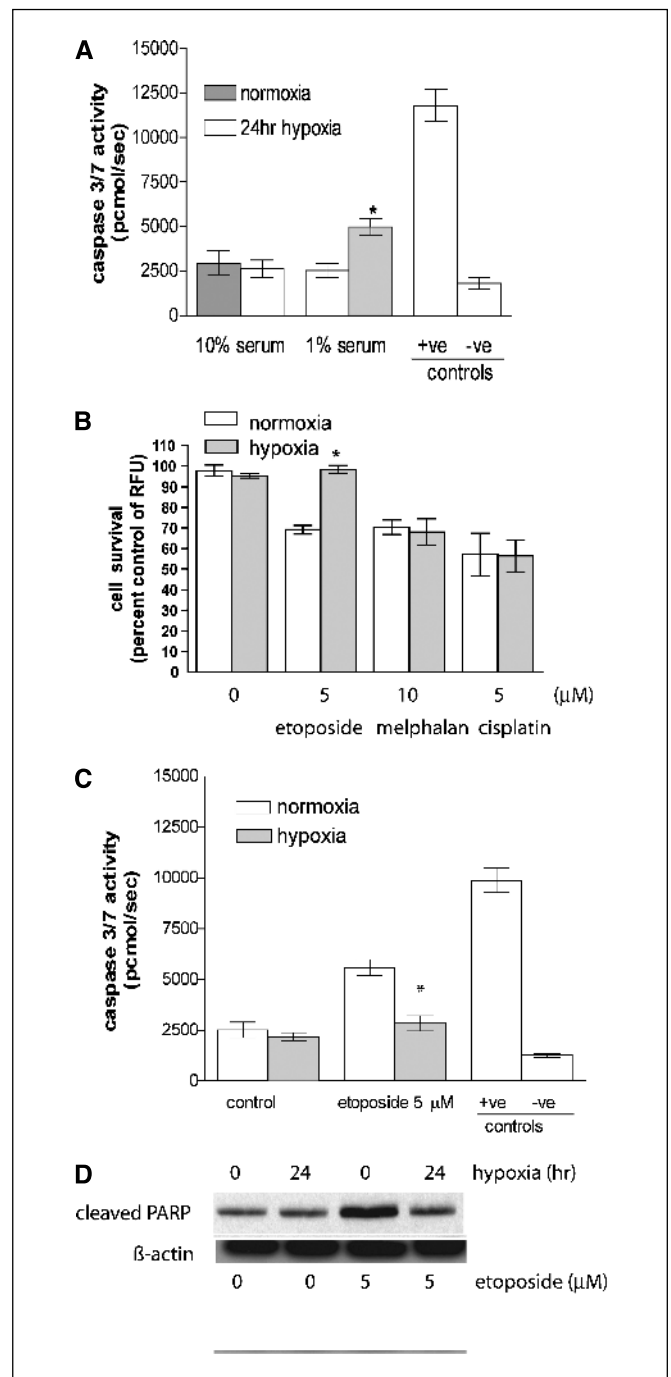 A
15000
12500
10000
7500
5000
2500
0
caspase 3/7 activity
(pcmol/sec)
normoxia
24hr hypoxia
*
10% serum 1% serum +ve -ve
controls
B
normoxia
hypoxia
110
100
90
80
70
60
50
40
30
20
10
0
cell survival
(percent control of RFU)
*
0 5 10 5 (μM)
etoposide melphalan cisplatin
C
15000
12500
10000
7500
5000
2500
0
caspase 3/7 activity
(pcmol/sec)
normoxia
hypoxia
*
control etoposide 5 μM +ve -ve
controls
D
0 24 0 24 hypoxia (hr)
cleaved PARP
ß-actin
0 0 5 5 etoposide (μM)